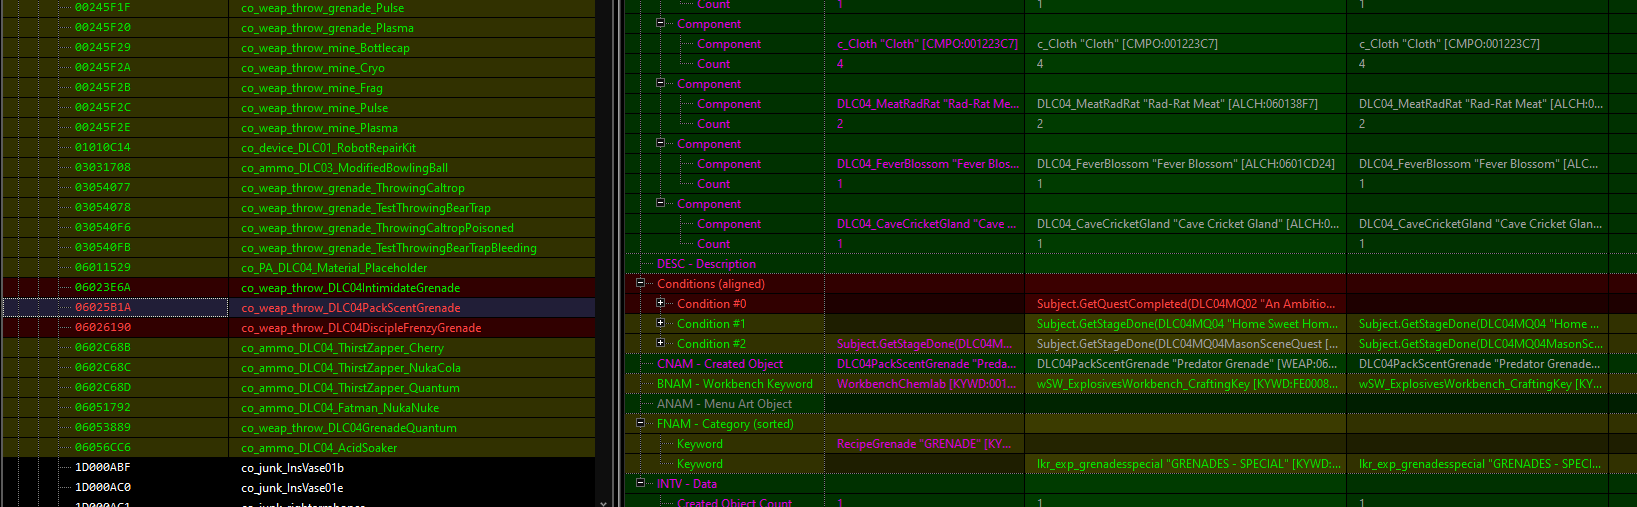 00245F1F co_weap_throw_grenade_Pulse
00245F20 co_weap_throw_grenade_Plasma
00245F29 co_weap_throw_mine_Bottlecap
00245F2A co_weap_throw_mine_Cryo
00245F2B co_weap_throw_mine_Frag
00245F2C co_weap_throw_mine_Pulse
00245F2E co_weap_throw_mine_Plasma
01010C14 co_device_DLC01_RobotRepairKit
03031708 co_ammo_DLC03_ModifiedBowlingBall
03054077 co_weap_throw_grenade_ThrowingCaltrop
03054078 co_weap_throw_grenade_TestThrowingBearTrap
030540F6 co_weap_throw_grenade_ThrowingCaltropPoisoned
030540FB co_weap_throw_grenade_TestThrowingBearTrapBleeding
06011529 co_PA_DLC04_Material_Placeholder
06023E6A co_weap_throw_DLC04IntimidateGrenade
06025B1A co_weap_throw_DLC04PackScentGrenade
06026190 co_weap_throw_DLC04DiscipleFrenzyGrenade
0602C68B co_ammo_DLC04_ThirstZapper_Cherry
0602C68C co_ammo_DLC04_ThirstZapper_NukaCola
0602C68D co_ammo_DLC04_ThirstZapper_Quantum
06051792 co_ammo_DLC04_Fatman_NukaNuke
06053889 co_weap_throw_DLC04GrenadeQuantum
06056CC6 co_ammo_DLC04_AcidSoaker
1D000ABF co_junk_InsVase01b
1D000AC0 co_junk_InsVase01e
Count 1 1 1
Component
Component c_Cloth "Cloth" [CMPO:001223C7] c_Cloth "Cloth" [CMPO:001223C7] c_Cloth "Cloth" [CMPO:001223C7]
Count 4 4 4
Component
Component DLC04_MeatRadRat "Rad-Rat Me... DLC04_MeatRadRat "Rad-Rat Meat" [ALCH:060138F7] DLC04_MeatRadRat "Rad-Rat Meat" [ALCH:0...
Count 2 2 2
Component
Component DLC04_FeverBlossom "Fever Blos... DLC04_FeverBlossom "Fever Blossom" [ALCH:0601CD24] DLC04_FeverBlossom "Fever Blossom" [ALC...
Count 1 1 1
Component
Component DLC04_CaveCricketGland "Cave ... DLC04_CaveCricketGland "Cave Cricket Gland" [ALCH:0... DLC04_CaveCricketGland "Cave Cricket Glan...
Count 1 1 1
DESC - Description
Conditions (aligned)
Condition #0 Subject.GetQuestCompleted(DLC04MQ02 "An Ambitio...
Condition #1 Subject.GetStageDone(DLC04MQ04 "Home Sweet Hom... Subject.GetStageDone(DLC04MQ04 "Home ...
Condition #2 Subject.GetStageDone(DLC04M... Subject.GetStageDone(DLC04MQ04MasonSceneQuest [... Subject.GetStageDone(DLC04MQ04MasonSc...
CNAM - Created Object DLC04PackScentGrenade "Preda... DLC04PackScentGrenade "Predator Grenade" [WEAP:06... DLC04PackScentGrenade "Predator Grenade...
BNAM - Workbench Keyword WorkbenchChemlab [KYWD:001... wSW_ExplosivesWorkbench_CraftingKey [KYWD:FE0008... wSW_ExplosivesWorkbench_CraftingKey [KY...
ANAM - Menu Art Object
FNAM - Category (sorted)
Keyword RecipeGrenade "GRENADE" [KY...
Keyword lkr_exp_grenadesspecial "GRENADES - SPECIAL" [KYWD:... lkr_exp_grenadesspecial "GRENADES - SPECI...
INTV - Data
Created Object Count 1 1 1